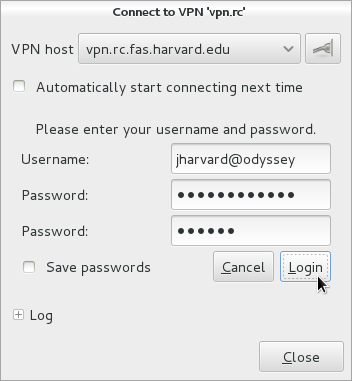 Connect to VPN 'vpn.rc'
VPN host vpn.rc.fas.harvard.edu
Automatically start connecting next time
Please enter your username and password.
Username: jharvard@odyssey
Password: ●●●●●●●●●●●●
Password: ●●●●●●
Save passwords Cancel Login
Log
Close